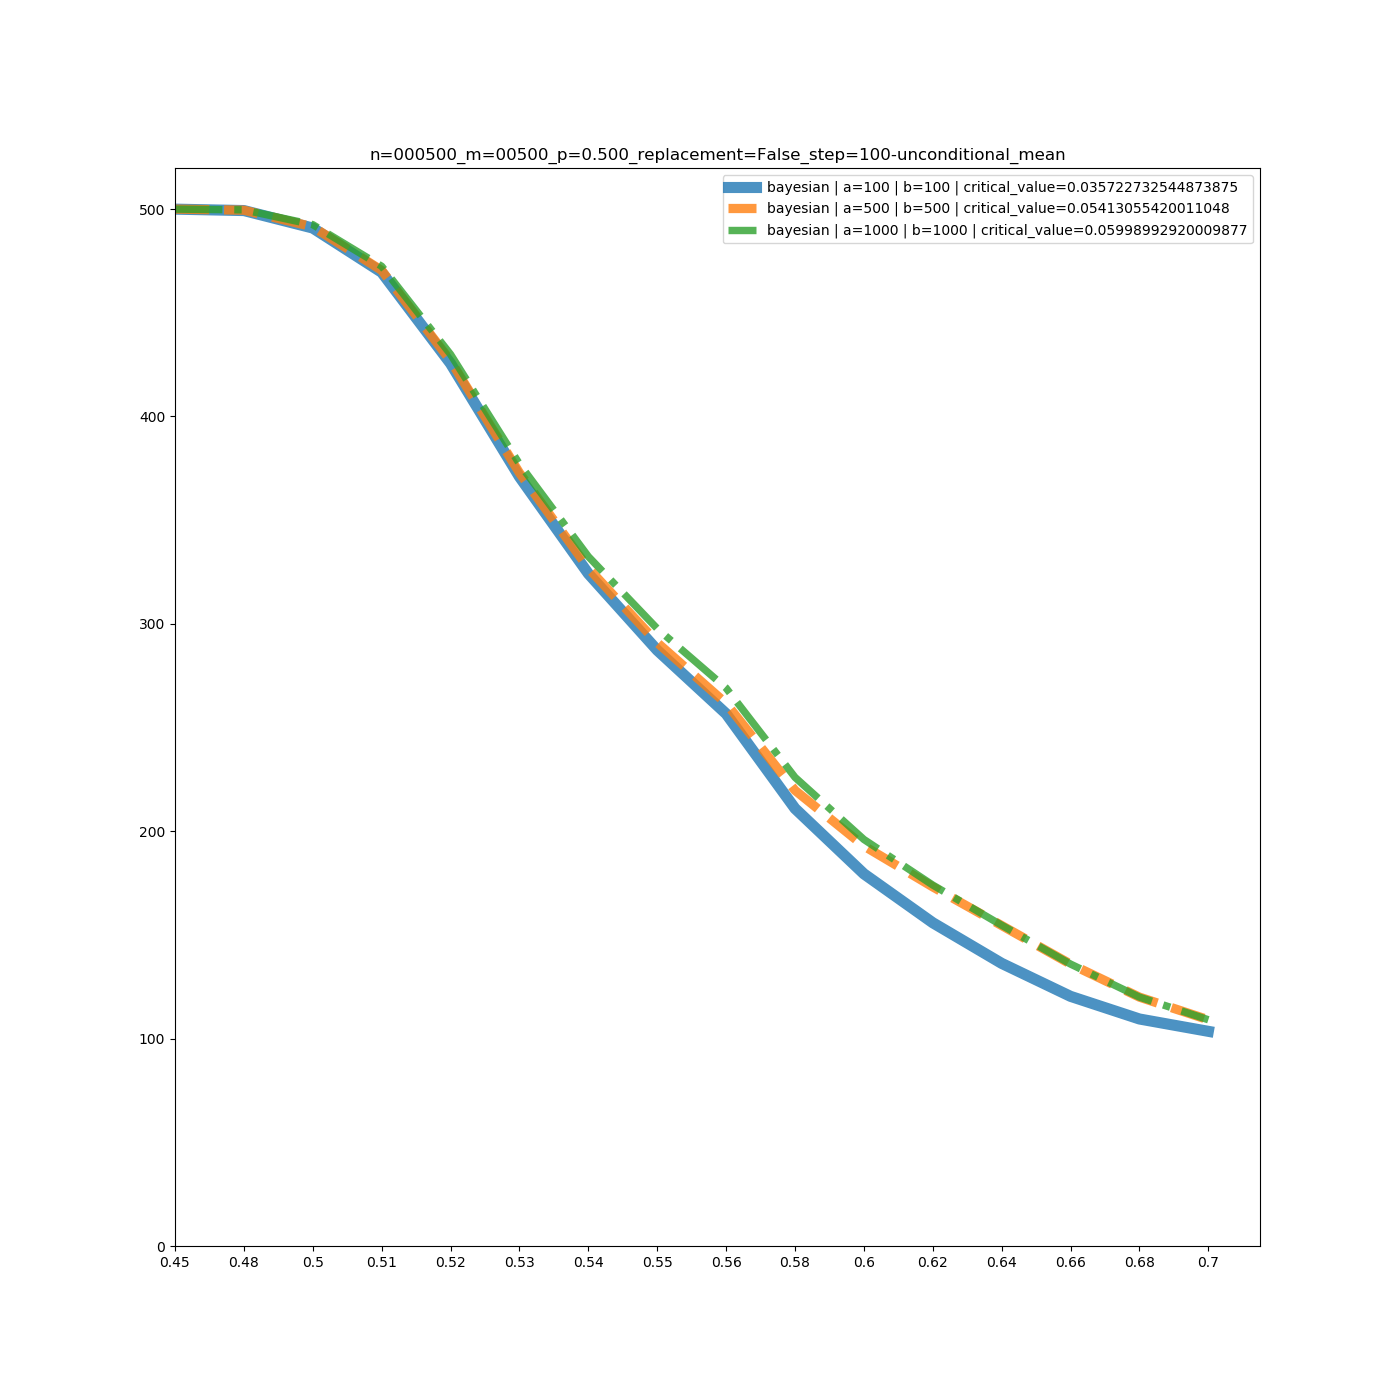 n=000500_m=00500_p=0.500_replacement=False_step=100-unconditional_mean
bayesian | a=100 | b=100 | critical_value=0.035722732544873875
bayesian | a=500 | b=500 | critical_value=0.05413055420011048
bayesian | a=1000 | b=1000 | critical_value=0.05998992920009877
500
400
300
200
100
0
0.45 0.48 0.5 0.51 0.52 0.53 0.54 0.55 0.56 0.58 0.6 0.62 0.64 0.66 0.68 0.7